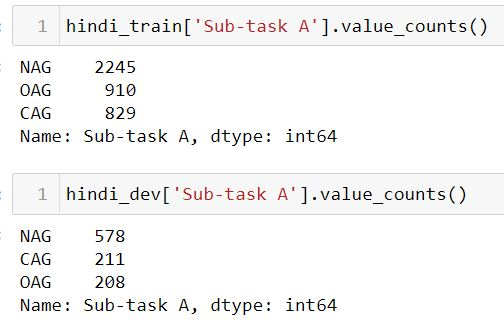 1 hindi_train['Sub-task A'].value_counts()
NAG 2245
OAG 910
CAG 829
Name: Sub-task A, dtype: int64
1 hindi_dev['Sub-task A'].value_counts()
NAG 578
CAG 211
OAG 208
Name: Sub-task A, dtype: int64